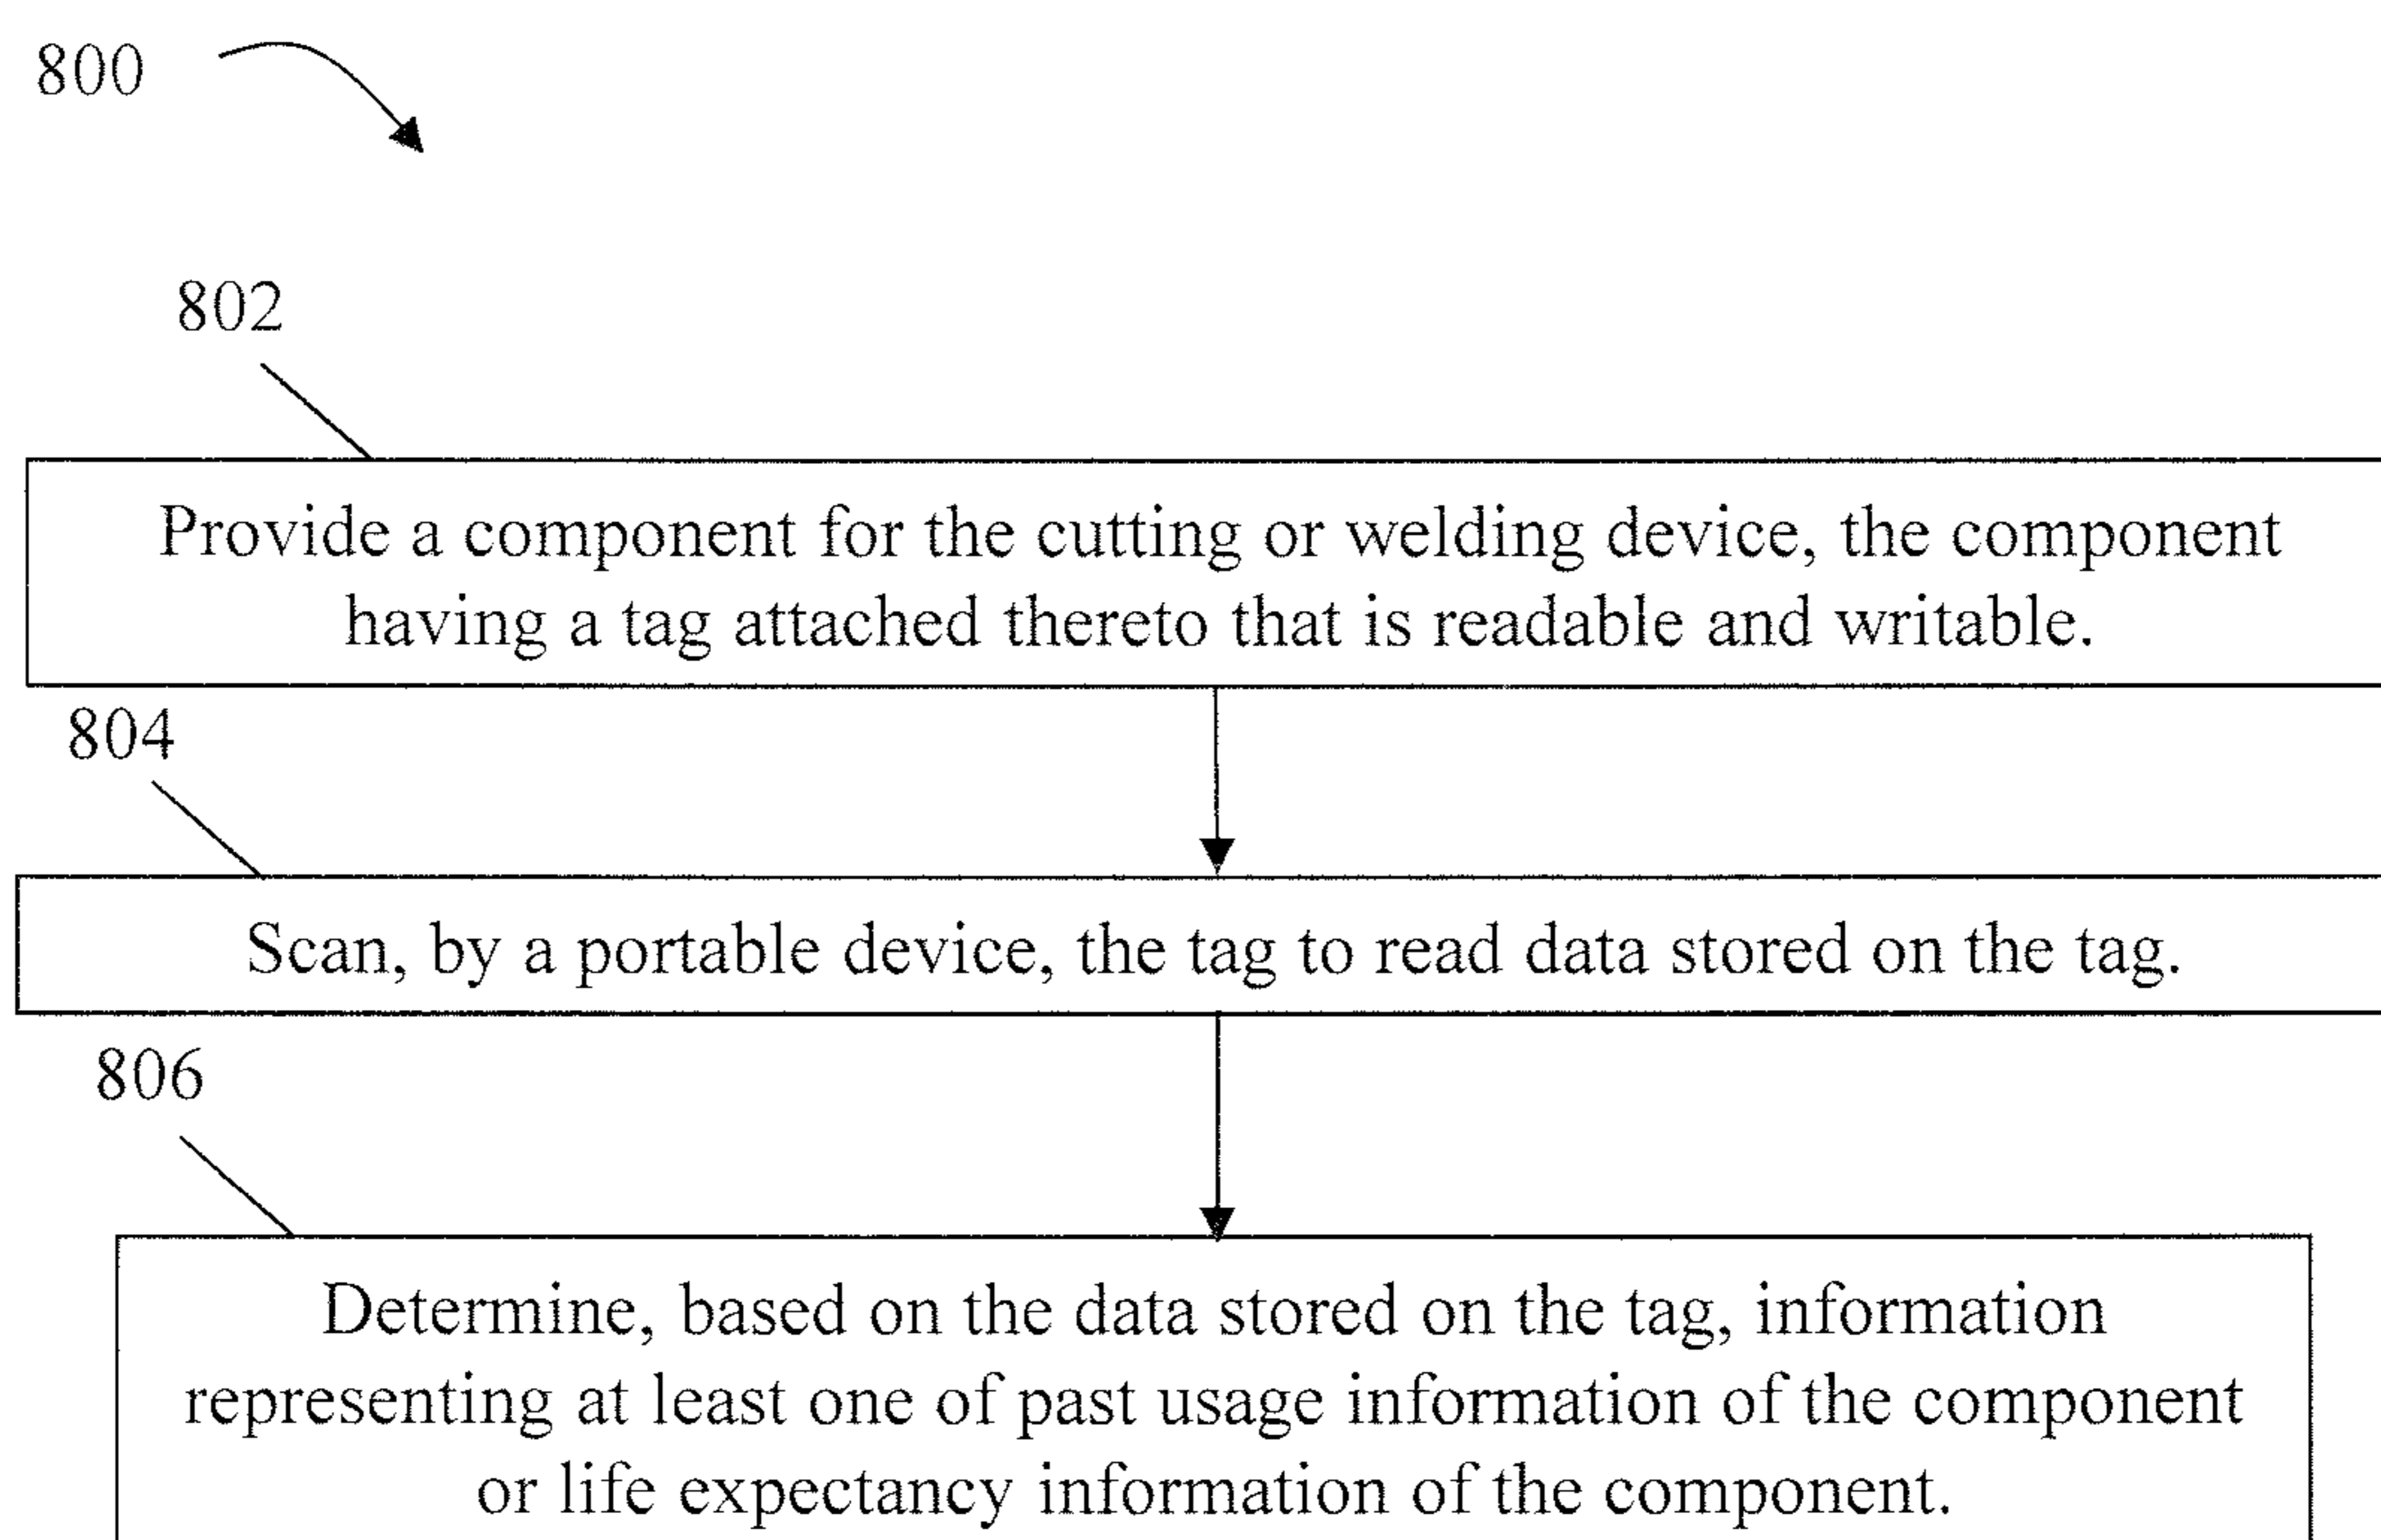 800
802
Provide a component for the cutting or welding device, the component
having a tag attached thereto that is readable and writable.
804
Scan, by a portable device, the tag to read data stored on the tag.
806
Determine, based on the data stored on the tag, information
representing at least one of past usage information of the component
or life expectancy information of the component.